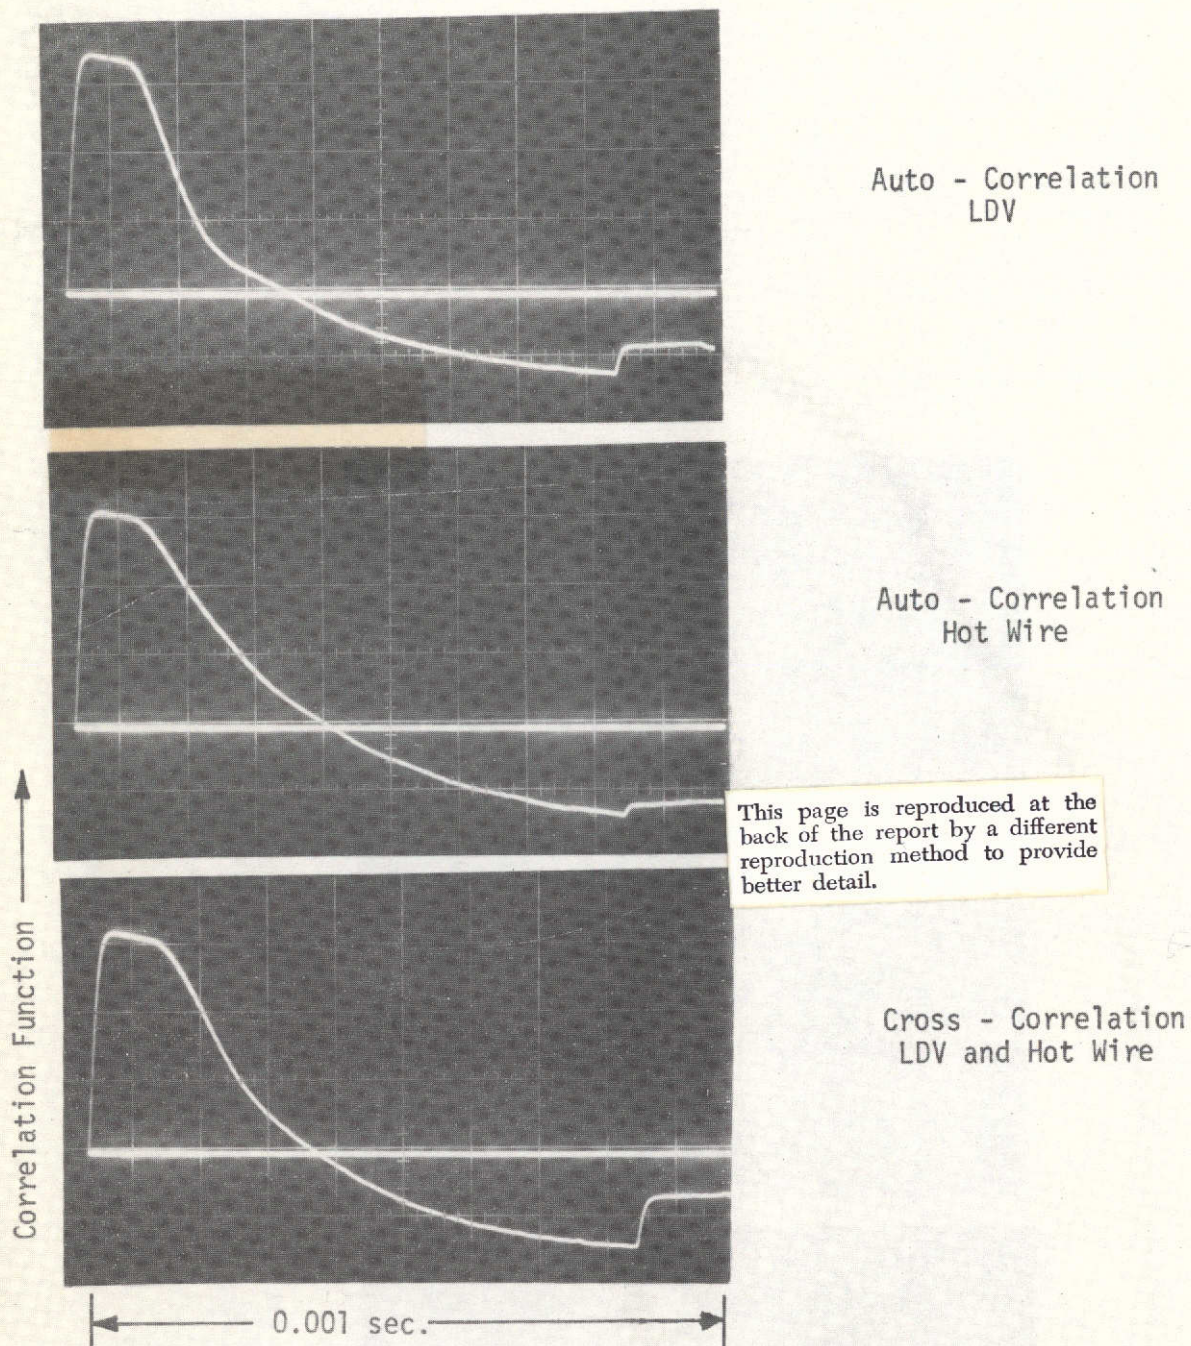 Auto - Correlation
LDV
Auto - Correlation
Hot Wire
This page is reproduced at the
back of the report by a different
reproduction method to provide
better detail.
Cross - Correlation
LDV and Hot Wire
Correlation Function
0.001 sec.